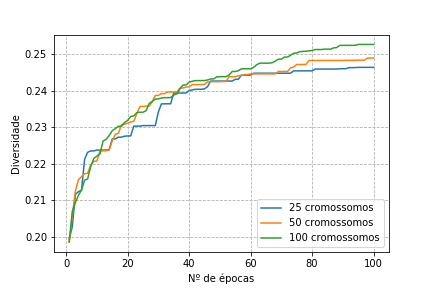 0.25
0.24
0.23
0.22
0.21
0.20
Diversidade
0 20 40 60 80 100
Nº de épocas
25 cromossomos
50 cromossomos
100 cromossomos